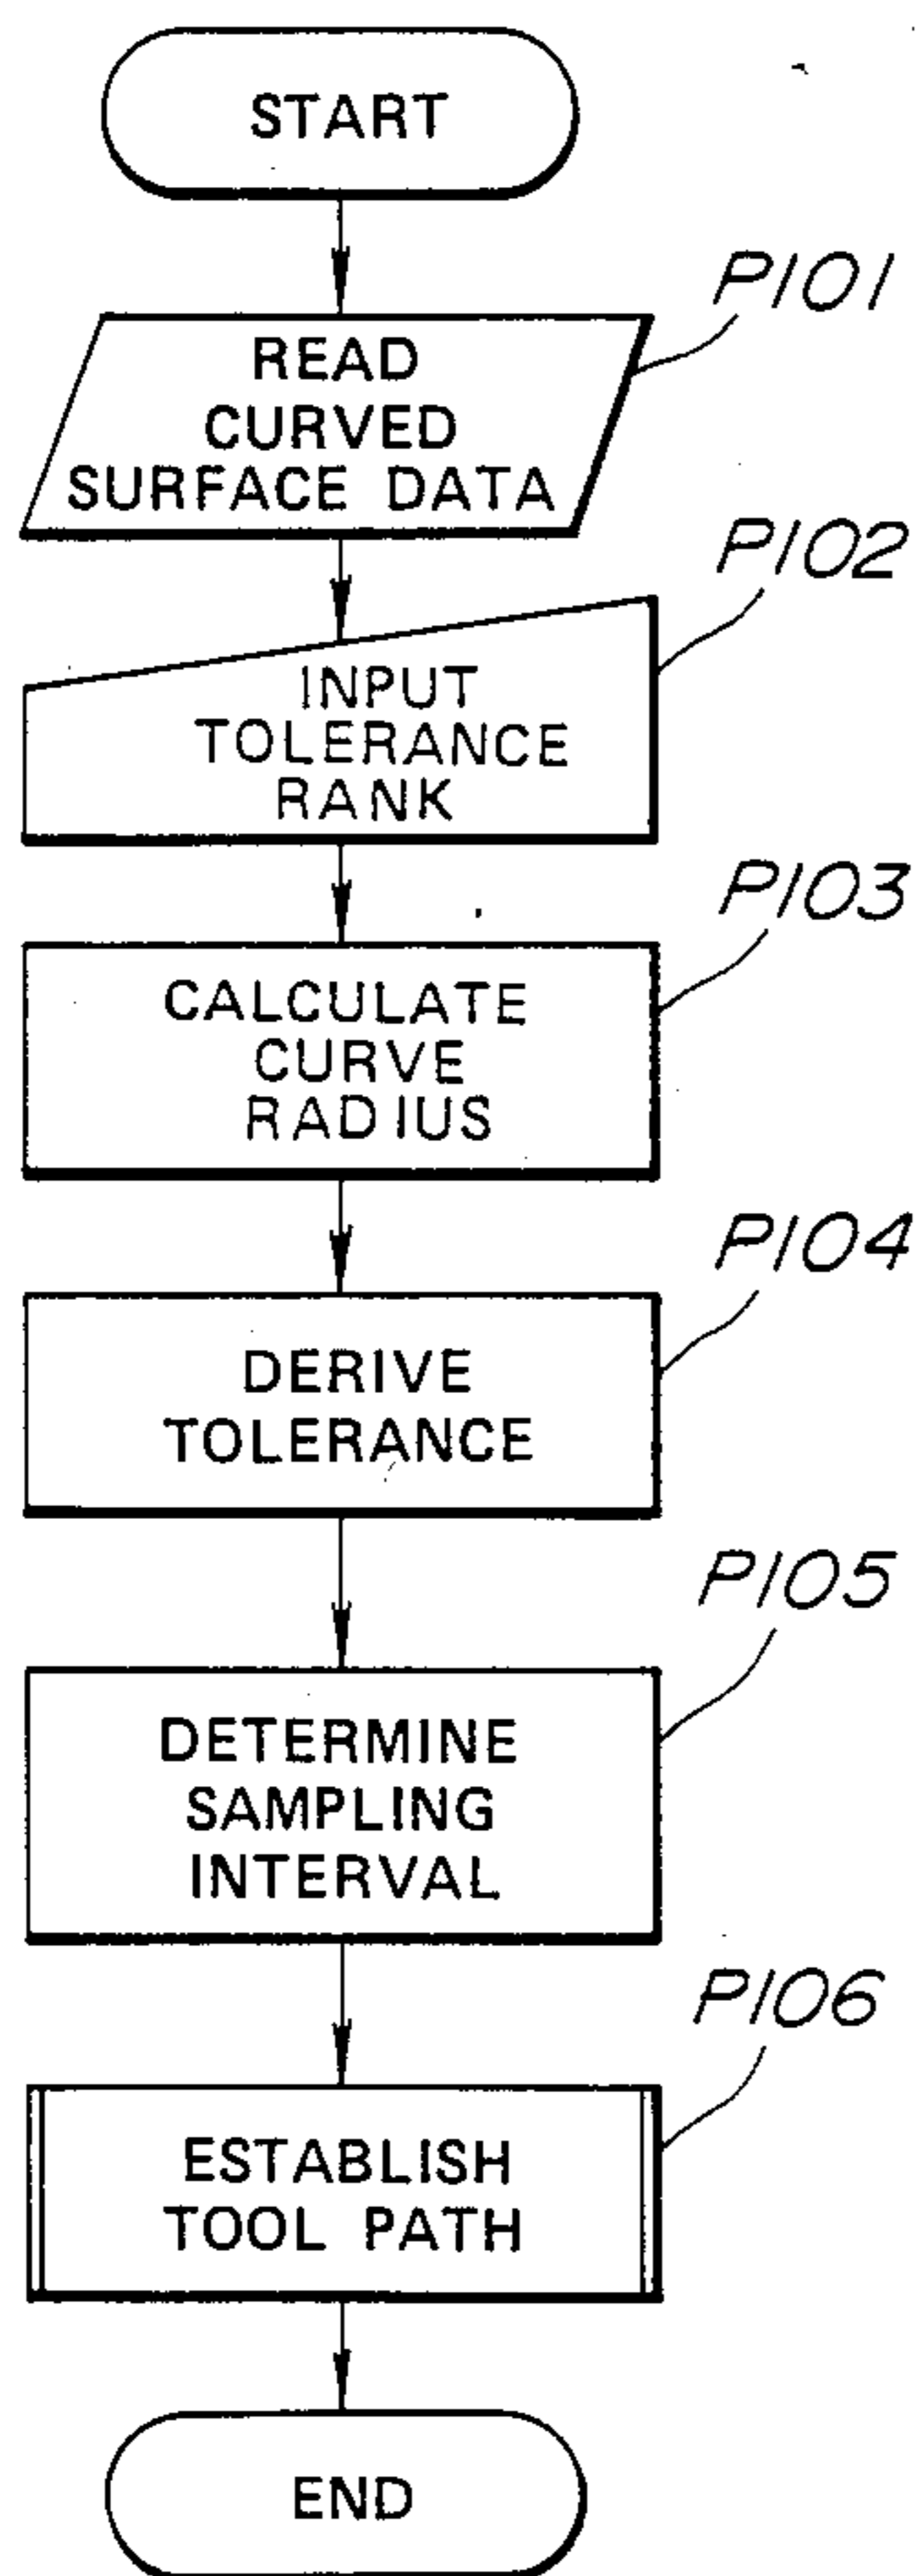 START
P101
READ
CURVED
SURFACE DATA
P102
INPUT
TOLERANCE
RANK
P103
CALCULATE
CURVE
RADIUS
P104
DERIVE
TOLERANCE
P105
DETERMINE
SAMPLING
INTERVAL
P106
ESTABLISH
TOOL PATH
END